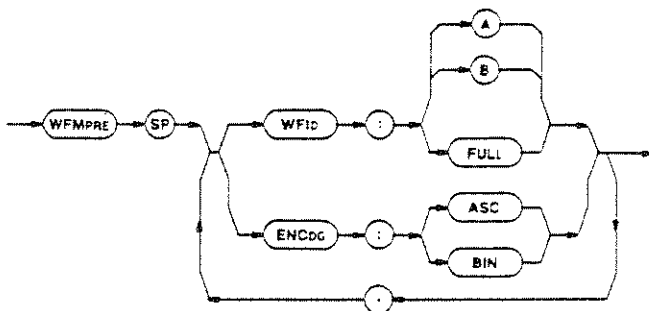 A
B
WFMPRE SP WFID :
FULL
ENCDG : ASC
BIN
,